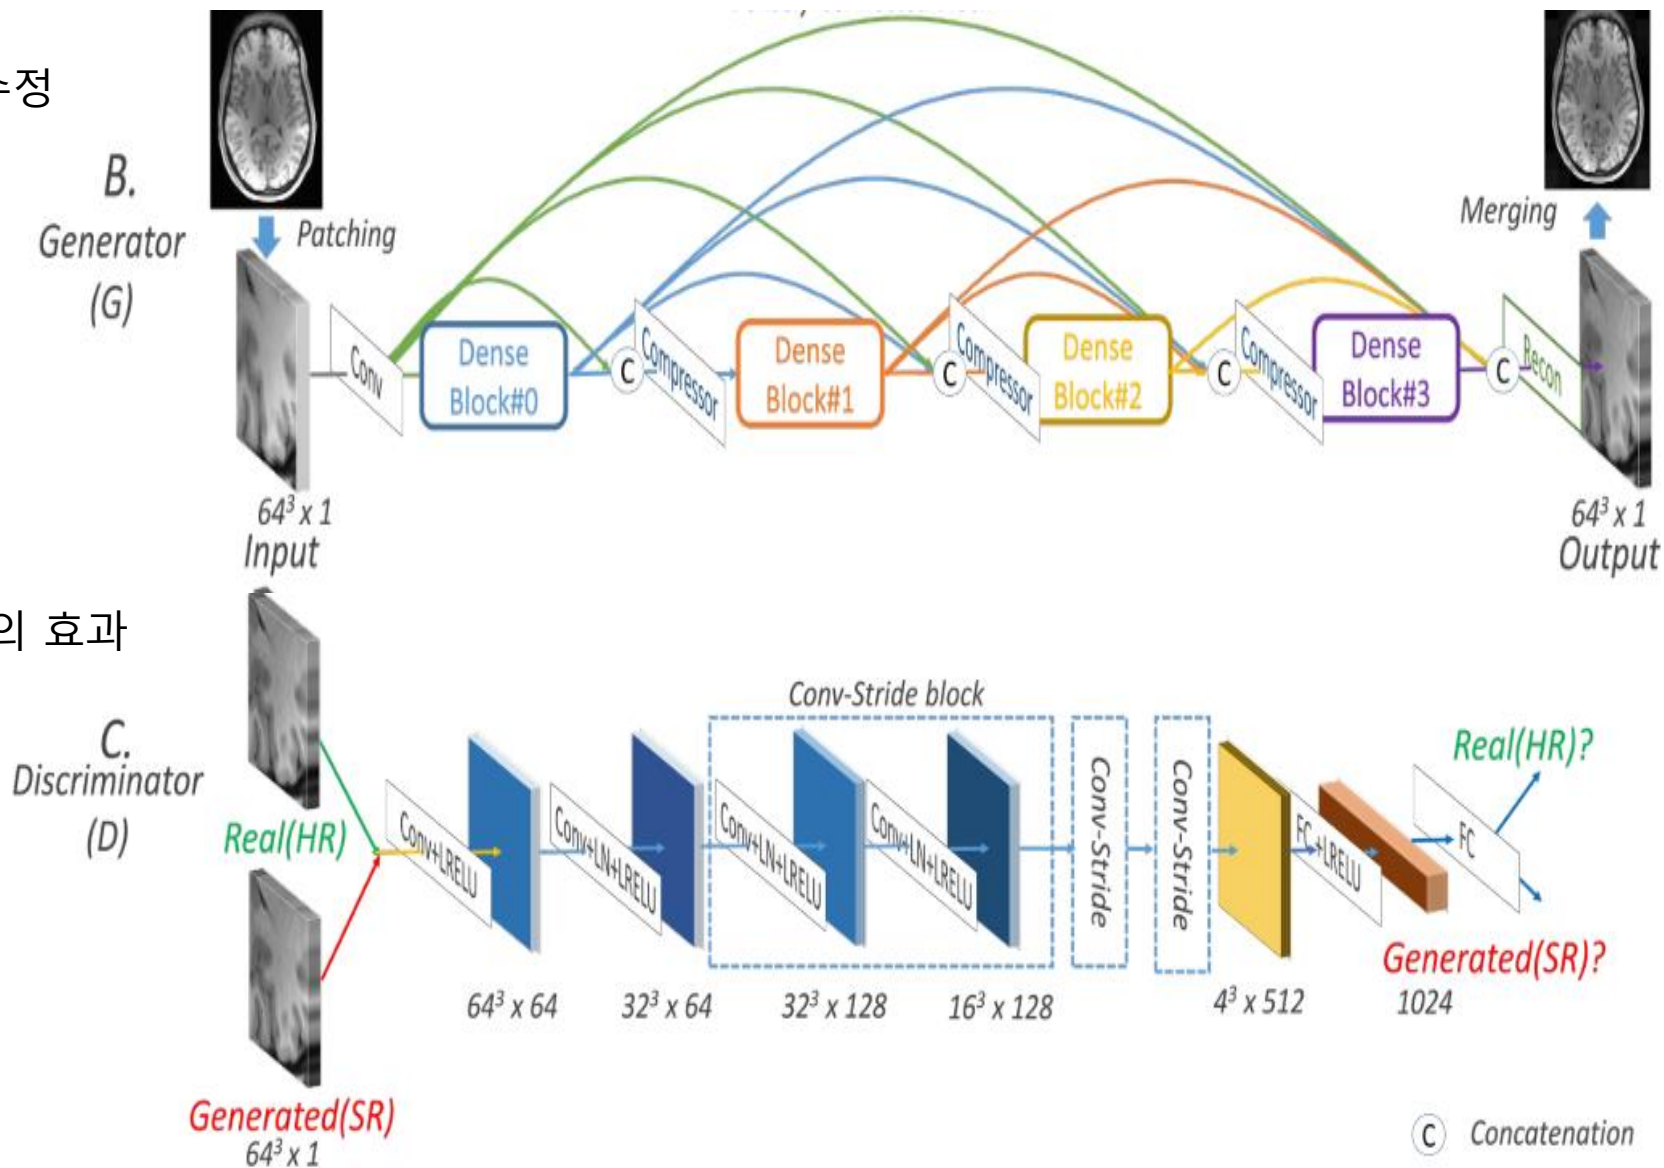 정
B.
Generator
(G)
Patching
Merging
Conv
Dense
Block#0
C
Compressor
Dense
Block#1
C
Compressor
Dense
Block#2
C
Compressor
Dense
Block#3
C
Recon
64³ x 1
Input
64³ x 1
Output
의 효과
C.
Discriminator
(D)
Real(HR)
Generated(SR)
64³ x 1
Conv-Stride block
Conv+LRELU
Conv+LN+LRELU
Conv+LN+LRELU
Conv+LN+LRELU
Conv-Stride
Conv-Stride
FC+LRELU
FC
Real(HR)?
Generated(SR)?
64³ x 64
32³ x 64
32³ x 128
16³ x 128
4³ x 512
1024
C Concatenation